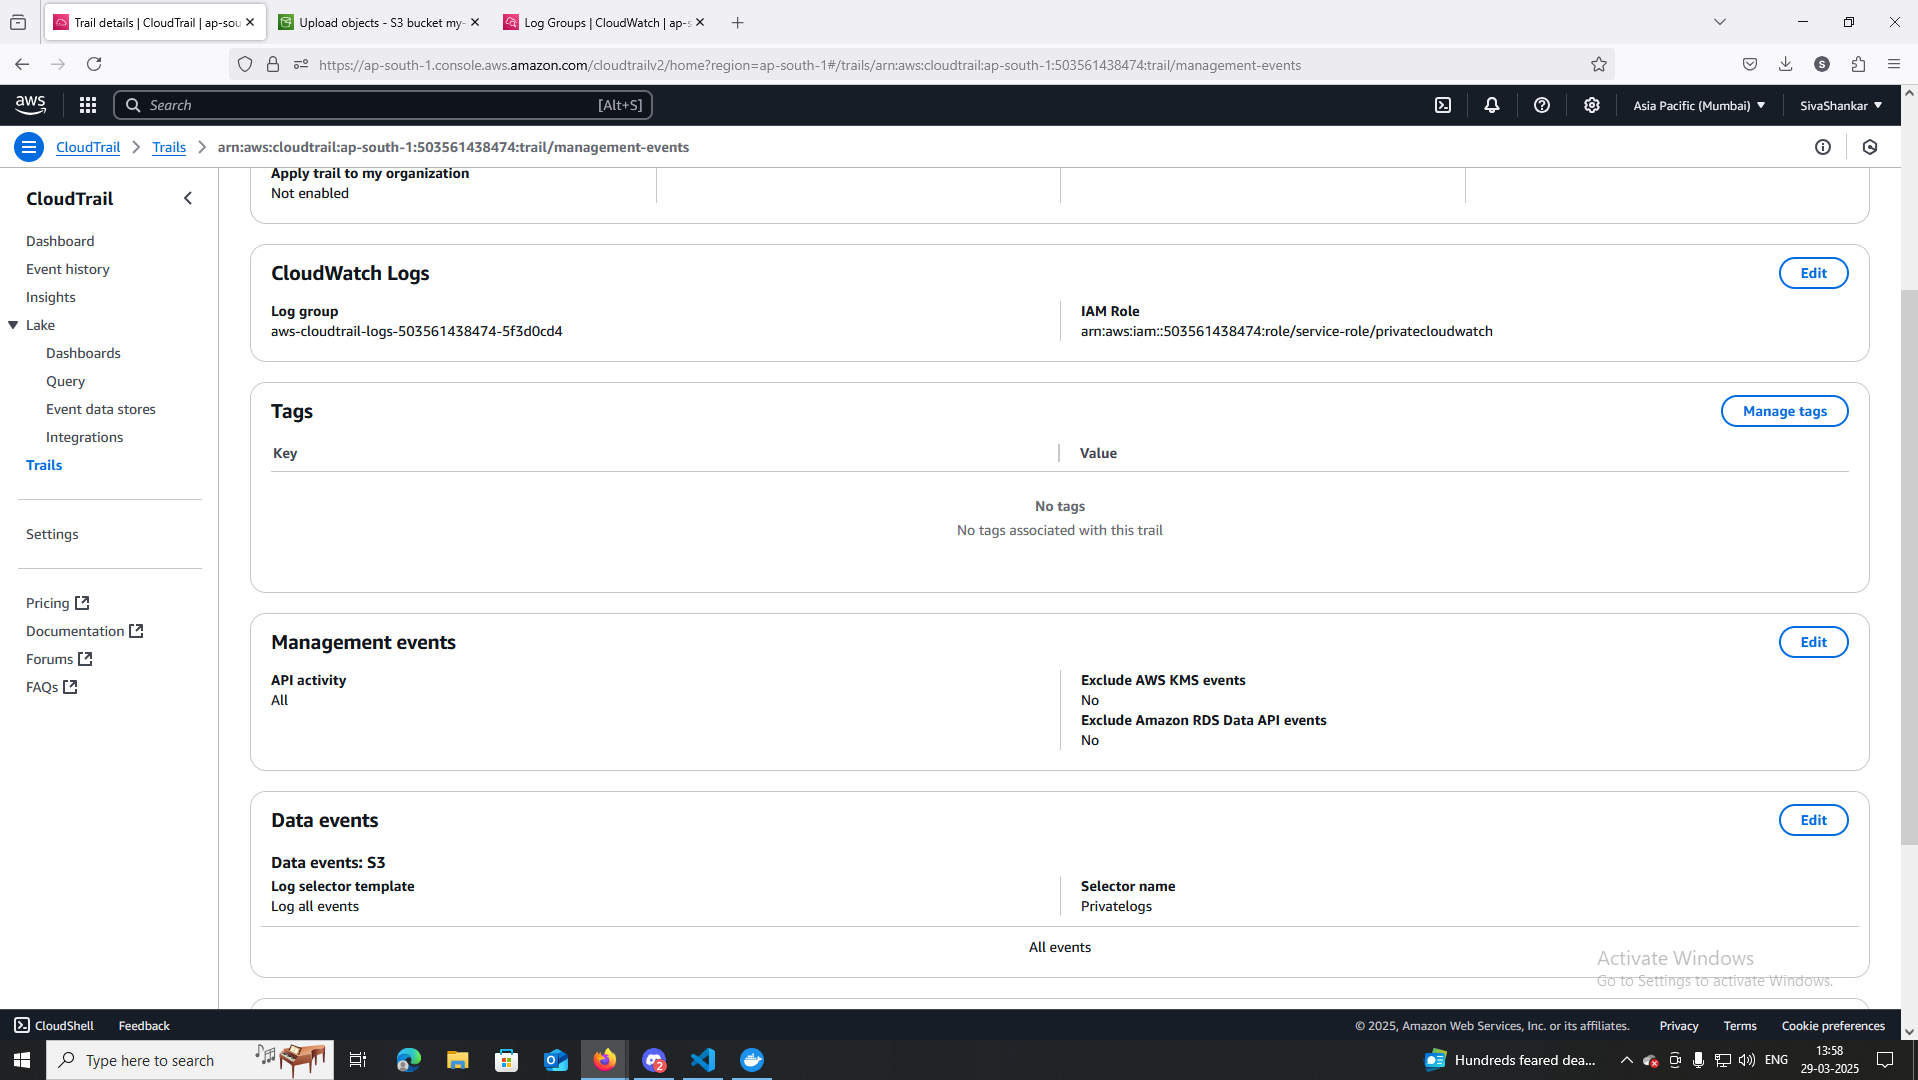 Trail details | CloudTrail | ap-sou
Upload objects - S3 bucket my-
Log Groups | CloudWatch | ap-s
https://ap-south-1.console.aws.amazon.com/cloudtrailv2/home?region=ap-south-1#/trails/arn:aws:cloudtrail:ap-south-1:503561438474:trail/management-events
S
aws
Search
[Alt+S]
Asia Pacific (Mumbai)
SivaShankar
CloudTrail
Trails
arn:aws:cloudtrail:ap-south-1:503561438474:trail/management-events
CloudTrail
Dashboard
Event history
Insights
Lake
Dashboards
Query
Event data stores
Integrations
Trails
Settings
Pricing
Documentation
Forums
FAQs
Apply trail to my organization
Not enabled
CloudWatch Logs
Edit
Log group
aws-cloudtrail-logs-503561438474-5f3d0cd4
IAM Role
arn:aws:iam::503561438474:role/service-role/privatecloudwatch
Tags
Manage tags
Key
Value
No tags
No tags associated with this trail
Management events
Edit
API activity
All
Exclude AWS KMS events
No
Exclude Amazon RDS Data API events
No
Data events
Edit
Data events: S3
Log selector template
Log all events
Selector name
Privatelogs
All events
Activate Windows
Go to Settings to activate Windows.
CloudShell
Feedback
© 2025, Amazon Web Services, Inc. or its affiliates.
Privacy
Terms
Cookie preferences
Type here to search
2
Hundreds feared dea...
ENG
13:58
29-03-2025